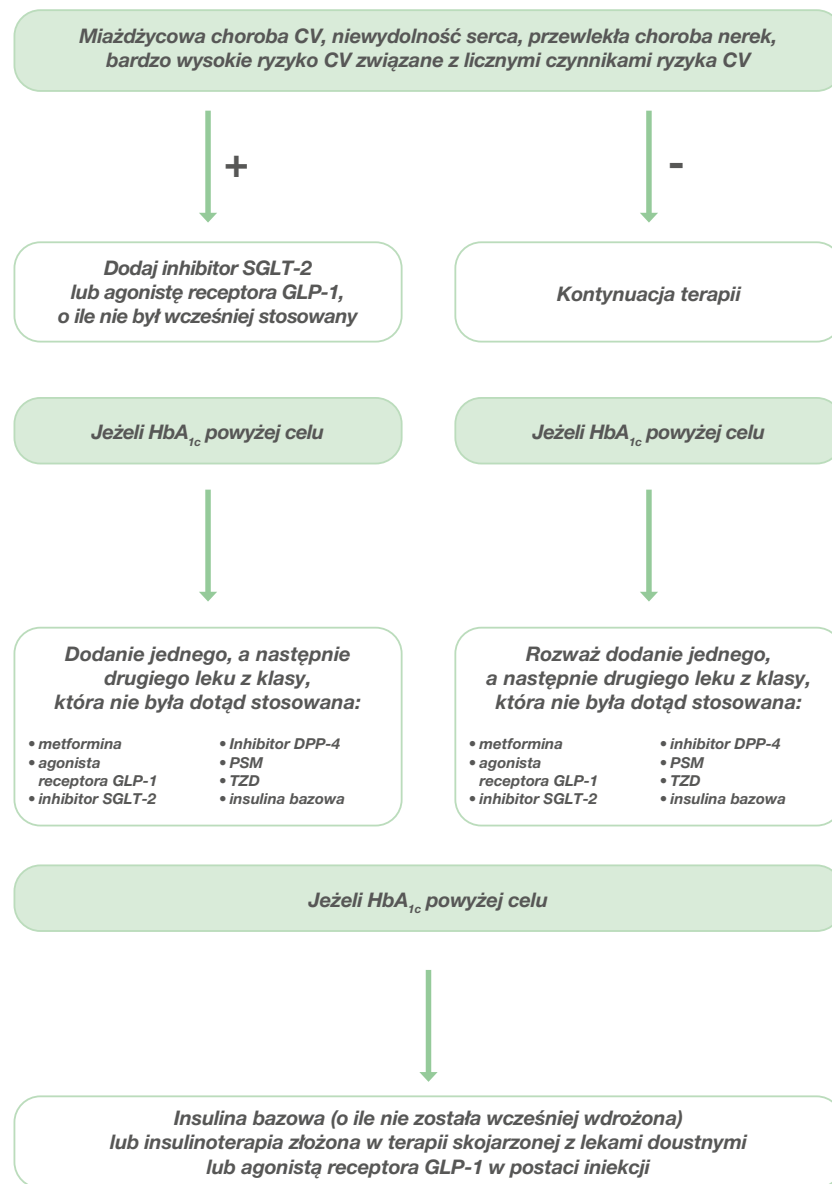 Miażdżycowa choroba CV, niewydolność serca, przewlekła choroba nerek,
bardzo wysokie ryzyko CV związane z licznymi czynnikami ryzyka CV
+
-
Dodaj inhibitor SGLT-2
lub agonistę receptora GLP-1,
o ile nie był wcześniej stosowany
Kontynuacja terapii
Jeżeli HbA1c powyżej celu
Jeżeli HbA1c powyżej celu
Dodanie jednego, a następnie
drugiego leku z klasy,
która nie była dotąd stosowana:
• metformina
• agonista
receptora GLP-1
• inhibitor SGLT-2
• Inhibitor DPP-4
• PSM
• TZD
• insulina bazowa
Rozważ dodanie jednego,
a następnie drugiego leku z klasy,
która nie była dotąd stosowana:
• metformina
• agonista
receptora GLP-1
• inhibitor SGLT-2
• inhibitor DPP-4
• PSM
• TZD
• insulina bazowa
Jeżeli HbA1c powyżej celu
Insulina bazowa (o ile nie została wcześniej wdrożona)
lub insulinoterapia złożona w terapii skojarzonej z lekami doustnymi
lub agonistą receptora GLP-1 w postaci iniekcji